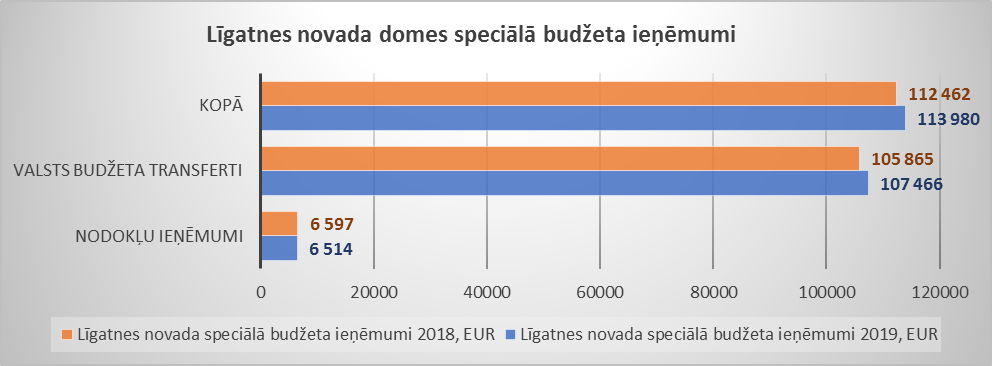 Līgatnes novada domes speciālā budžeta ieņēmumi
KOPĀ
112 462
113 980
VALSTS BUDŽETA TRANSFERTI
105 865
107 466
NODOKĻU IEŅĒMUMI
6 597
6 514
0 20000 40000 60000 80000 100000 120000
Līgatnes novada speciālā budžeta ieņēmumi 2018, EUR Līgatnes novada speciālā budžeta ieņēmumi 2019, EUR